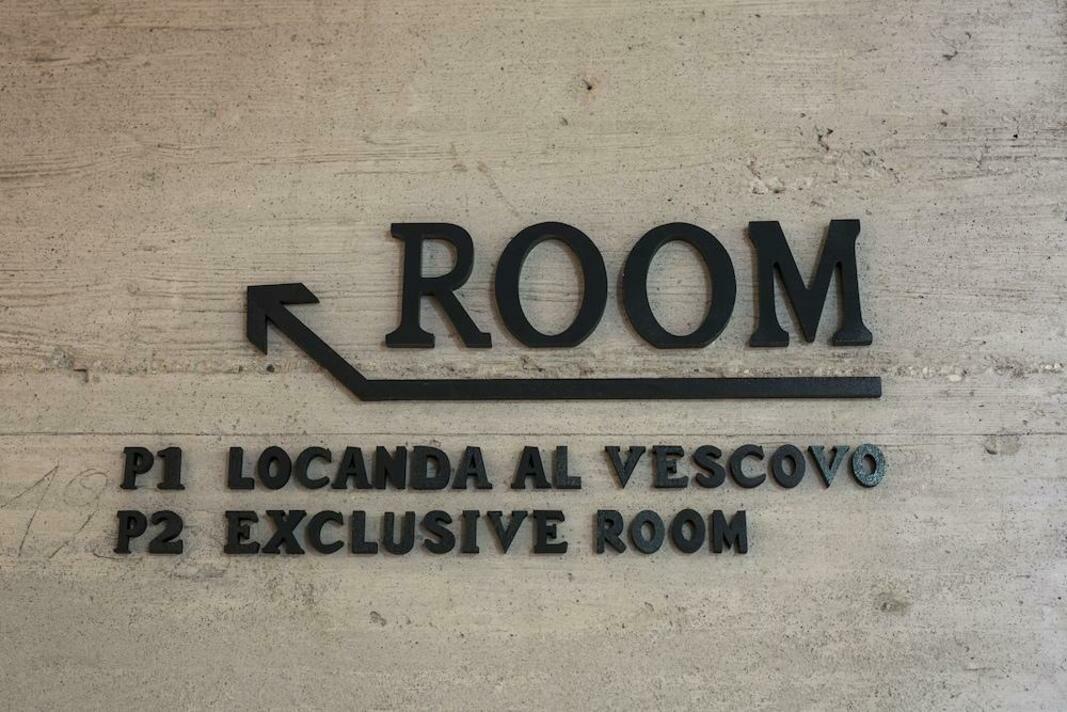 ROOM
P1 LOCANDA AL VESCOVO
P2 EXCLUSIVE ROOM